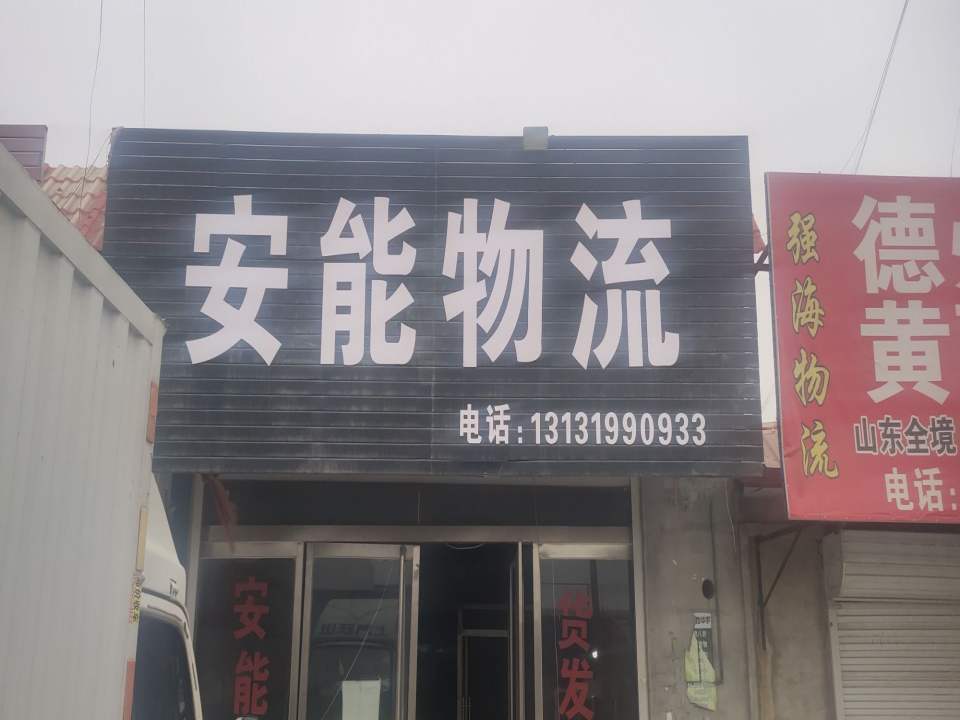 安能物流
电话:13131990933
强海物流
德
黄
山东全境
电话:
安能
货发